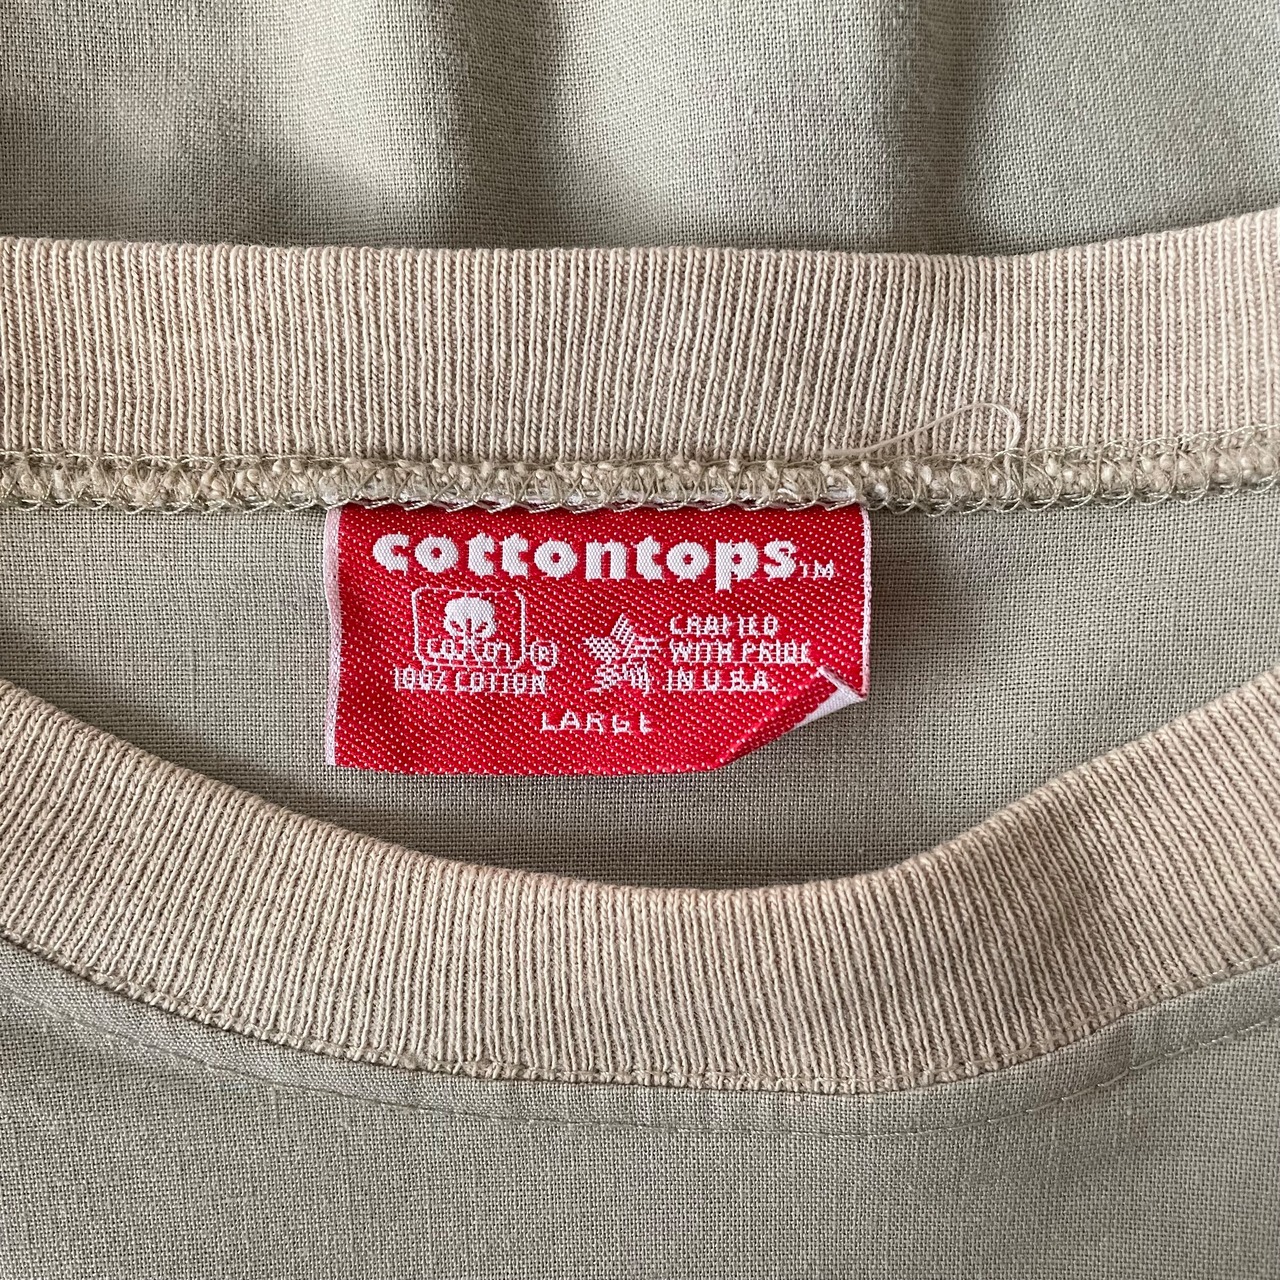 cottontops™
cotton®
100% COTTON
CRAFTED
WITH PRIDE
IN U.S.A.
LARGE